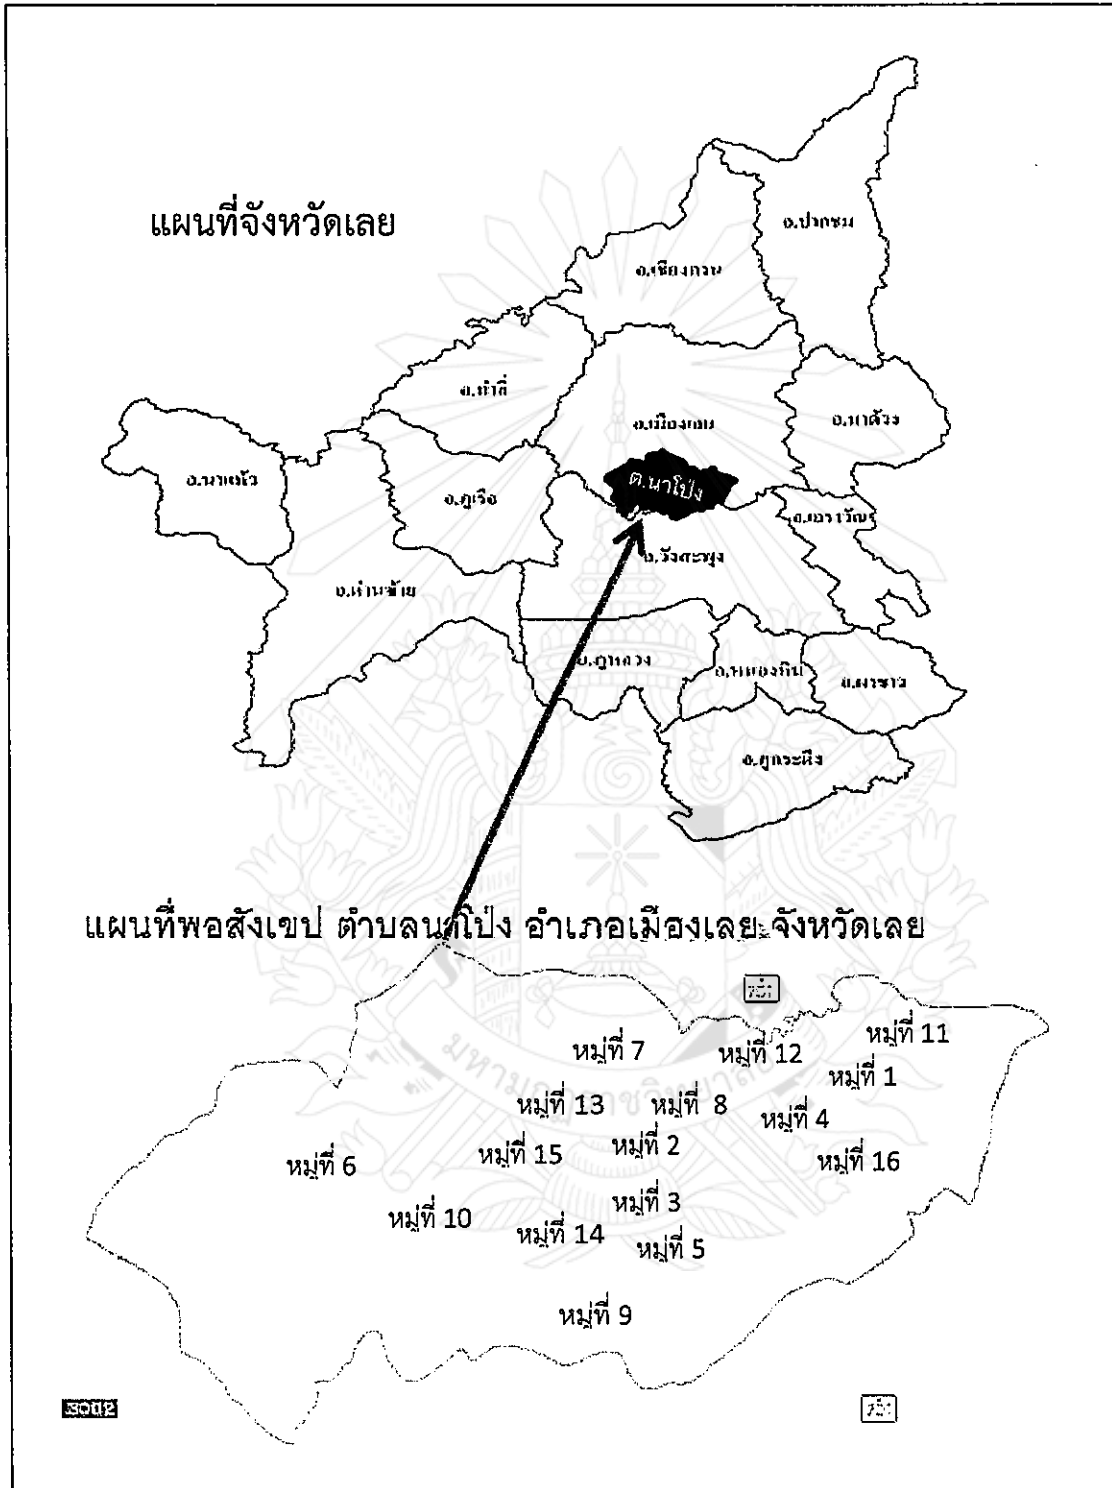 แผนที่จังหวัดเลย
อ.ปากชม
อ.เชียงคาน
อ.ท่าลี่
อ.เมืองเลย
อ.นาด้วง
อ.นาแห้ว
อ.ภูเรือ
ต.นาโป่ง
อ.เอราวัณ
อ.วังสะพุง
อ.ด่านซ้าย
อ.ภูหลวง
อ.หนองหิน
อ.ผาขาว
อ.ภูกระดึง
แผนที่พอสังเขป ตำบลนาโป่ง อำเภอเมืองเลย จังหวัดเลย
หมู่ที่ 11
หมู่ที่ 7
หมู่ที่ 12
หมู่ที่ 1
หมู่ที่ 13
หมู่ที่ 8
หมู่ที่ 4
หมู่ที่ 6
หมู่ที่ 15
หมู่ที่ 2
หมู่ที่ 16
หมู่ที่ 10
หมู่ที่ 3
หมู่ที่ 14
หมู่ที่ 5
หมู่ที่ 9